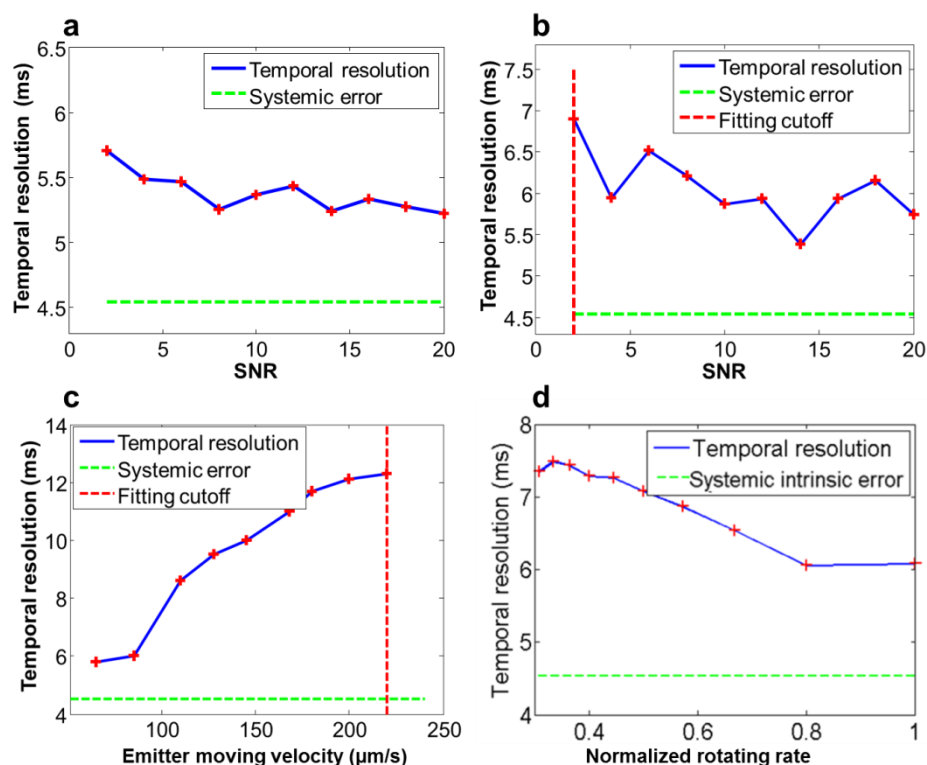 a
6.5
6
5.5
5
4.5
Temporal resolution (ms)
Temporal resolution
Systemic error
0 5 10 15 20
SNR
b
7.5
7
6.5
6
5.5
5
4.5
Temporal resolution (ms)
Temporal resolution
Systemic error
Fitting cutoff
0 5 10 15 20
SNR
c
14
12
10
8
6
4
Temporal resolution (ms)
Temporal resolution
Systemic error
Fitting cutoff
100 150 200 250
Emitter moving velocity (μm/s)
d
8
7
6
5
4
Temporal resolution (ms)
Temporal resolution
Systemic intrinsic error
0.4 0.6 0.8 1
Normalized rotating rate